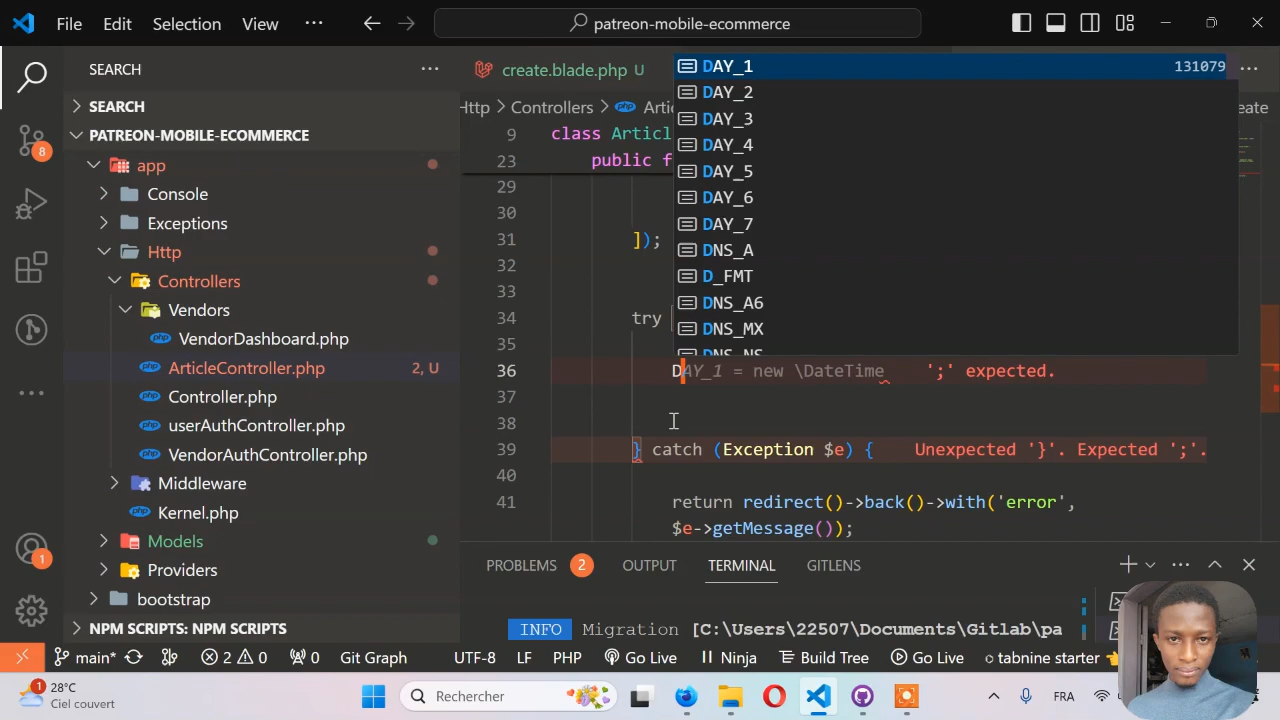 File Edit Selection View ··· patreon-mobile-ecommerce
SEARCH ···
SEARCH
PATREON-MOBILE-ECOMMERCE
app
Console
Exceptions
Http
Controllers
Vendors
VendorDashboard.php
ArticleController.php 2, U
Controller.php
userAuthController.php
VendorAuthController.php
Middleware
Kernel.php
Models
Providers
bootstrap
NPM SCRIPTS: NPM SCRIPTS
8
1
create.blade.php U
Http > Controllers > Arti
eate
DAY_1 131079
DAY_2
DAY_3
DAY_4
DAY_5
DAY_6
DAY_7
DNS_A
D_FMT
DNS_A6
DNS_MX
DNS_NS
9 class Articl
23 public f
29
30
31 ]);
32
33
34 try
35
36 DAY_1 = new \DateTime ';' expected.
37
38
39 } catch (Exception $e) { Unexpected '}'. Expected ';'.
40
41 return redirect()->back()->with('error',
$e->getMessage());
PROBLEMS 2 OUTPUT TERMINAL GITLENS
INFO Migration [C:\Users\22507\Documents\Gitlab\pa
main* 2 0 0 Git Graph UTF-8 LF PHP Go Live Ninja Build Tree Go Live tabnine starter
1
28°C
Ciel couvert
Rechercher
FRA